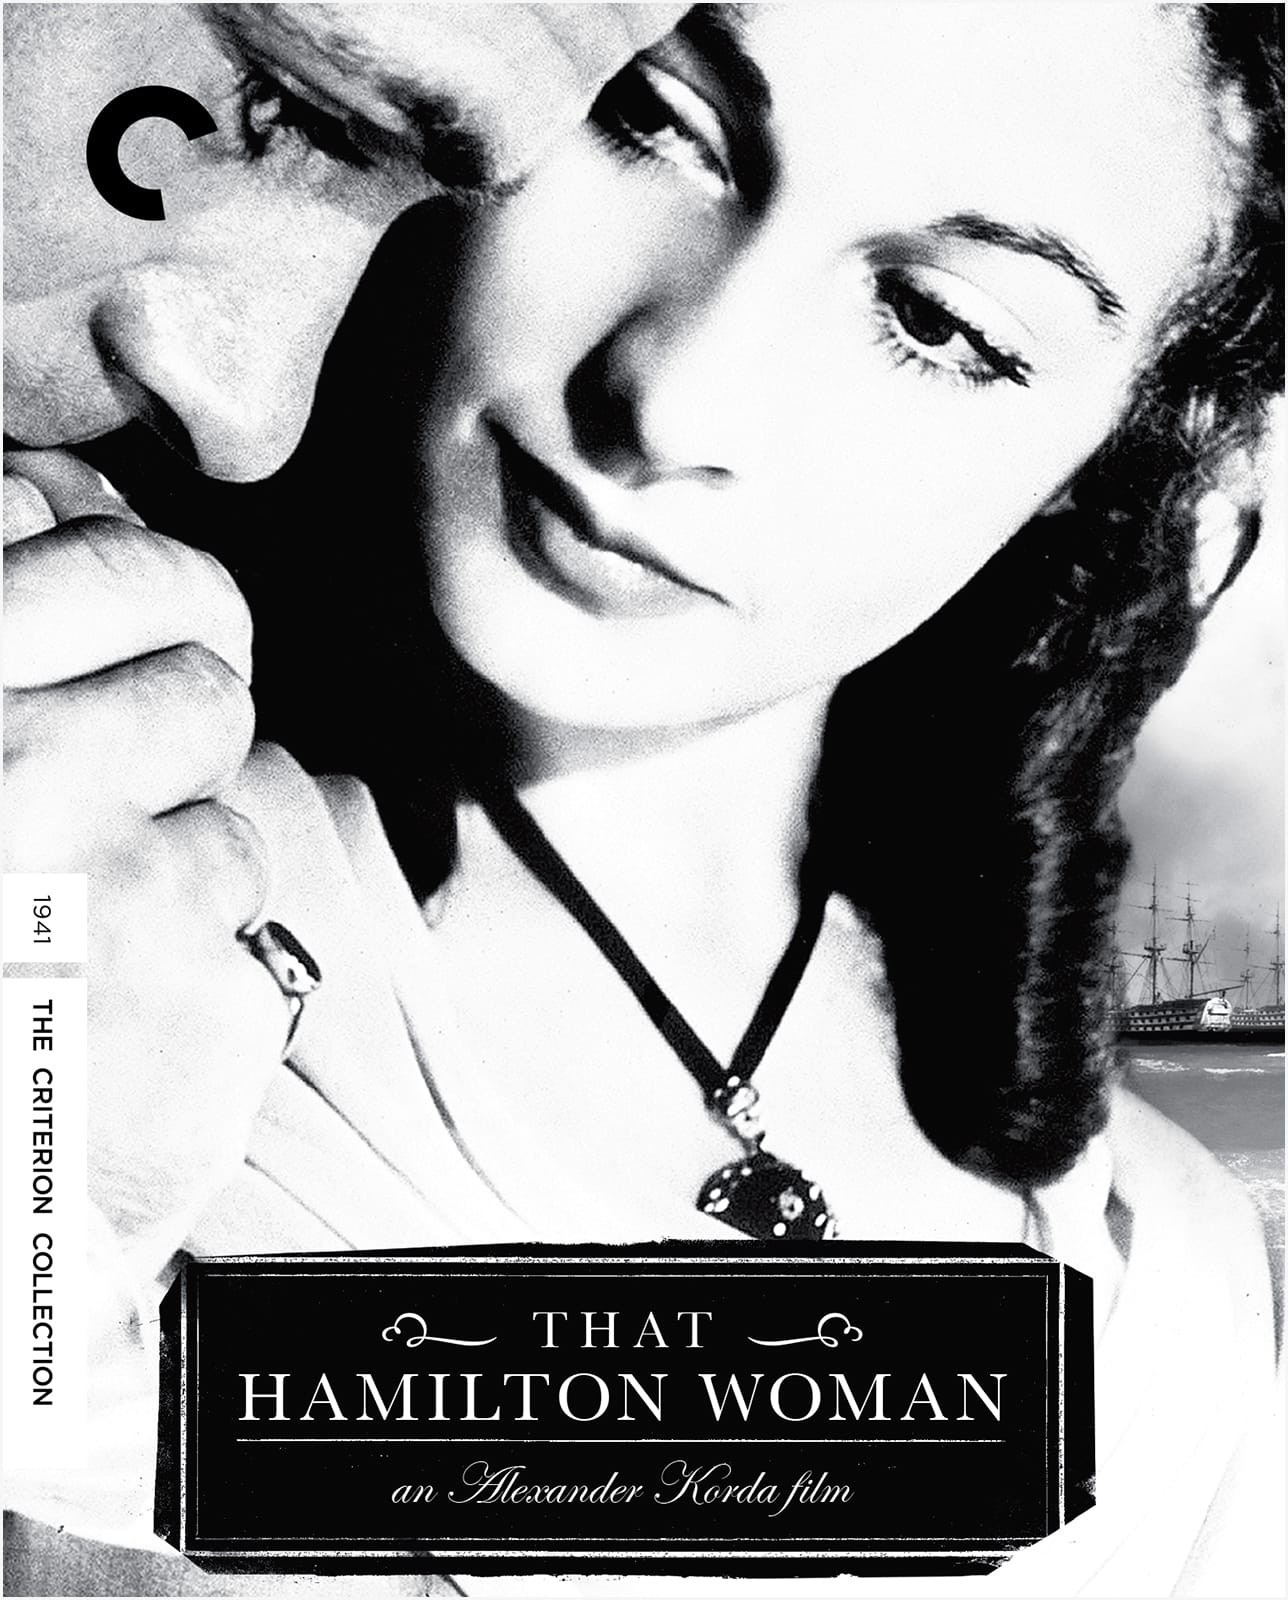 1941
THE CRITERION COLLECTION
THAT
HAMILTON WOMAN
an Alexander Korda film